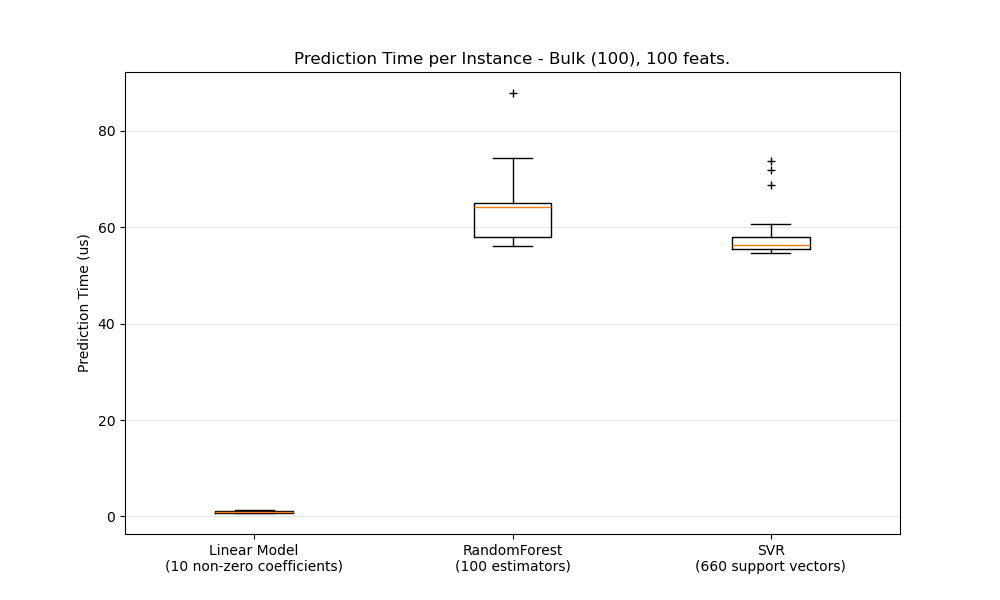 Prediction Time per Instance - Bulk (100), 100 feats.
Prediction Time (us)
80
60
40
20
0
Linear Model
(10 non-zero coefficients)
RandomForest
(100 estimators)
SVR
(660 support vectors)